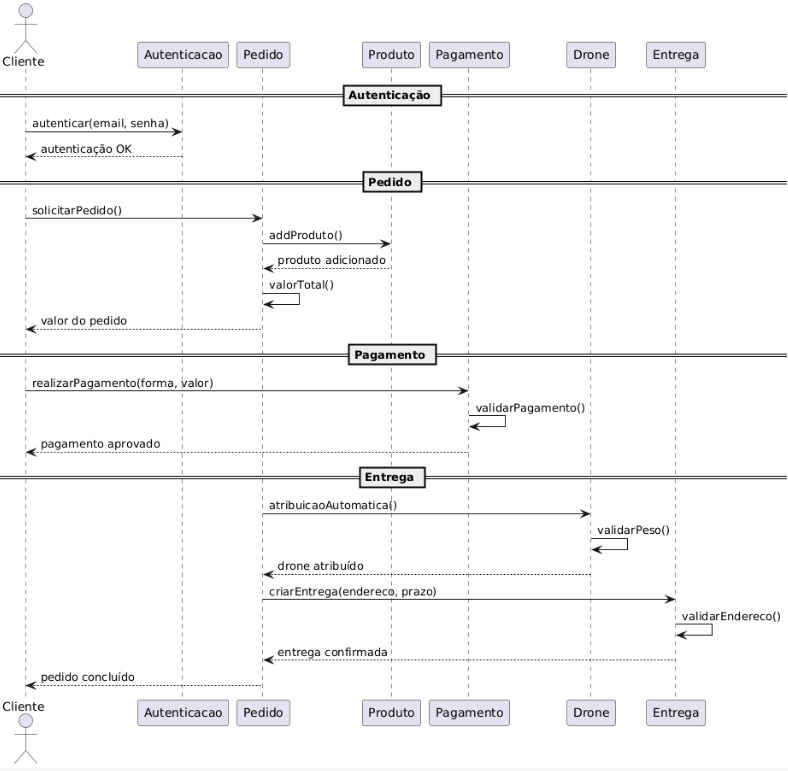 Cliente
Autenticacao
Pedido
Produto
Pagamento
Drone
Entrega
Autenticação
autenticar(email, senha)
autenticação OK
Pedido
solicitarPedido()
addProduto()
produto adicionado
valorTotal()
valor do pedido
Pagamento
realizarPagamento(forma, valor)
validarPagamento()
pagamento aprovado
Entrega
atribuicaoAutomatica()
validarPeso()
drone atribuído
criarEntrega(endereco, prazo)
validarEndereco()
entrega confirmada
pedido concluído
Cliente
Autenticacao
Pedido
Produto
Pagamento
Drone
Entrega